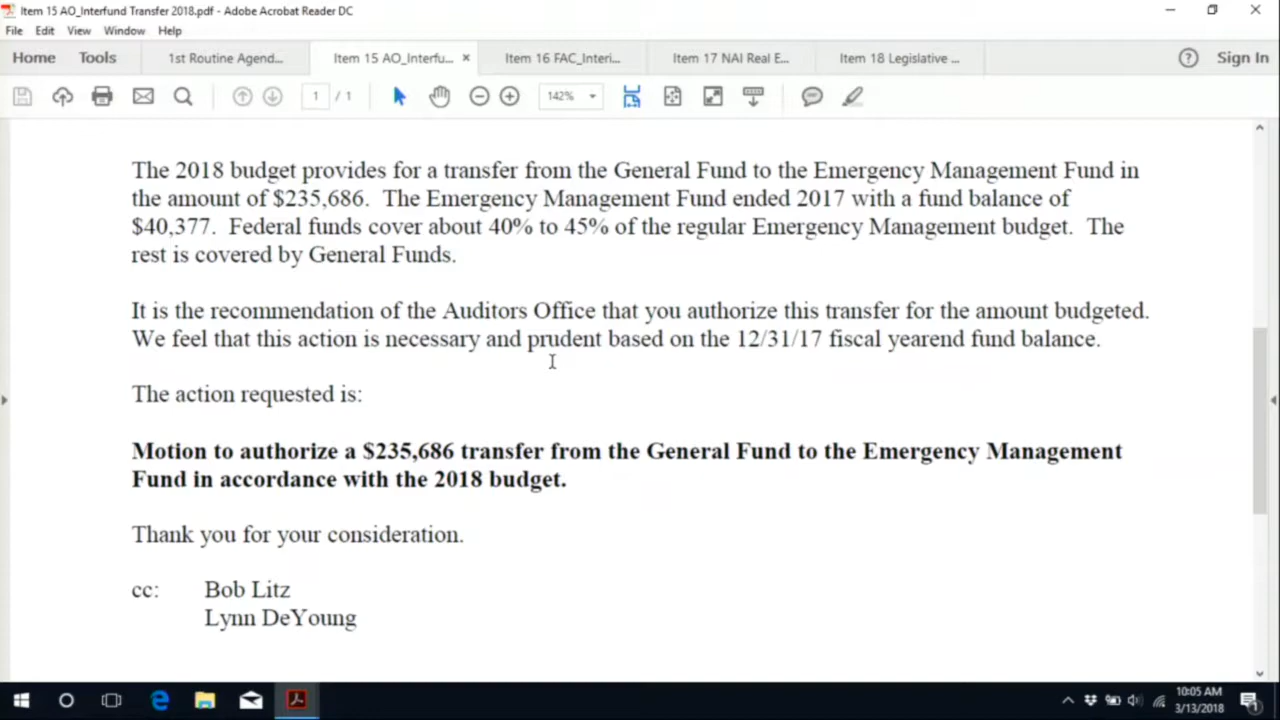 Item 15 AO_Interfund Transfer 2018.pdf - Adobe Acrobat Reader DC
File Edit View Window Help
Home Tools 1st Routine Agend... Item 15 AO_Interfu... × Item 16 FAC_Interi... Item 17 NAI Real E... Item 18 Legislative ... ? Sign In
1 / 1 142%
The 2018 budget provides for a transfer from the General Fund to the Emergency Management Fund in
the amount of $235,686. The Emergency Management Fund ended 2017 with a fund balance of
$40,377. Federal funds cover about 40% to 45% of the regular Emergency Management budget. The
rest is covered by General Funds.
It is the recommendation of the Auditors Office that you authorize this transfer for the amount budgeted.
We feel that this action is necessary and prudent based on the 12/31/17 fiscal yearend fund balance.
The action requested is:
Motion to authorize a $235,686 transfer from the General Fund to the Emergency Management
Fund in accordance with the 2018 budget.
Thank you for your consideration.
cc: Bob Litz
Lynn DeYoung
10:05 AM
3/13/2018
1